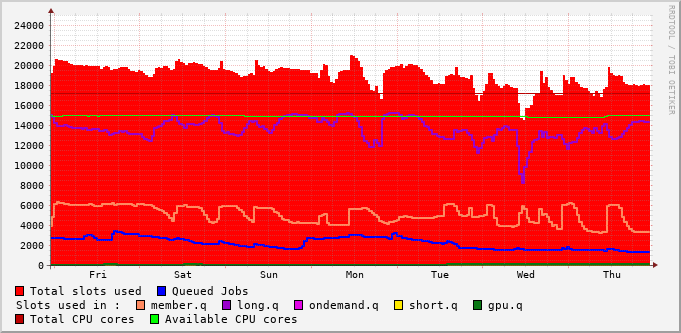 24000
22000
20000
18000
16000
14000
12000
10000
8000
6000
4000
2000
0
Fri Sat Sun Mon Tue Wed Thu
RRDTOOL / TOBI OETIKER
Total slots used Queued Jobs
Slots used in : member.q long.q ondemand.q short.q gpu.q
Total CPU cores Available CPU cores